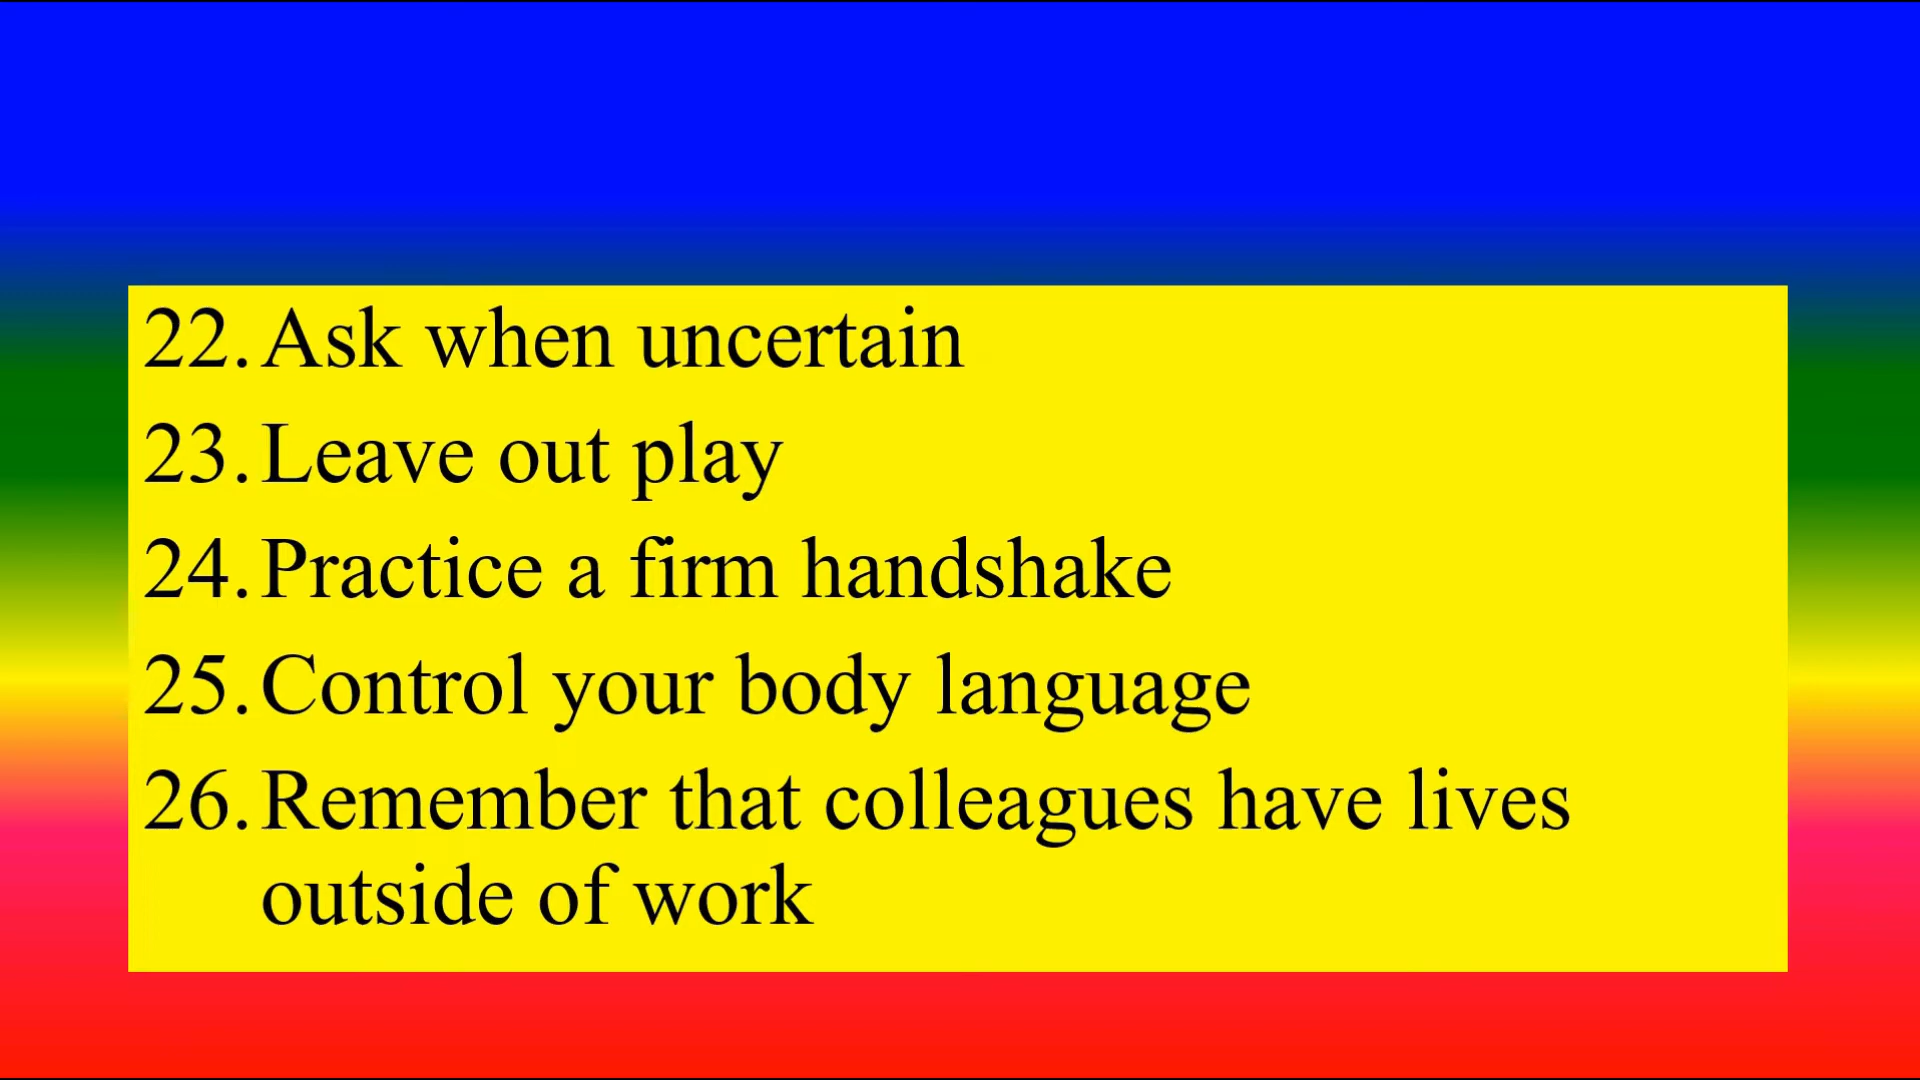 22. Ask when uncertain
23. Leave out play
24. Practice a firm handshake
25. Control your body language
26. Remember that colleagues have lives
outside of work